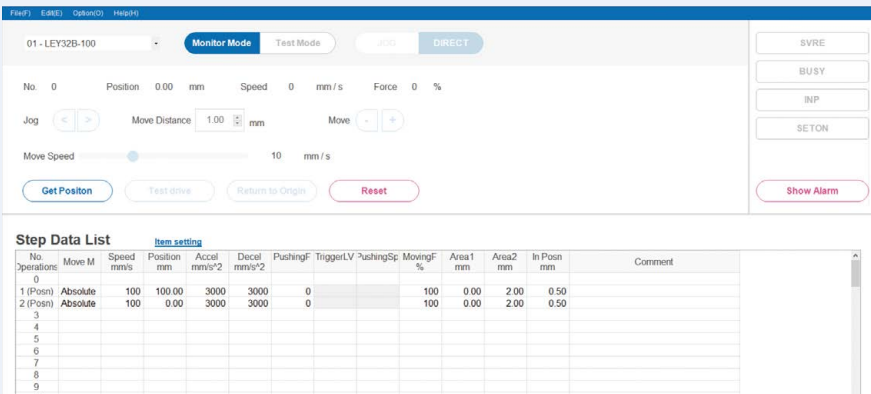 File(F) Edit(E) Option(O) Help(H)
01 - LEY32B-100 Monitor Mode Test Mode JOG DIRECT SVRE
BUSY
No. 0 Position 0.00 mm Speed 0 mm / s Force 0 %
INP
Jog < > Move Distance 1.00 mm Move - +
SETON
Move Speed 10 mm / s
Get Positon Test drive Return to Origin Reset Show Alarm
Step Data List Item setting
No. Move M Speed Position Accel Decel PushingF TriggerLV PushingSp MovingF Area1 Area2 In Posn Comment
Operations mm/s mm mm/s^2 mm/s^2 % mm mm mm
0
1 (Posn) Absolute 100 100.00 3000 3000 0 100 0.00 2.00 0.50
2 (Posn) Absolute 100 0.00 3000 3000 0 100 0.00 2.00 0.50
3
4
5
6
7
8
9